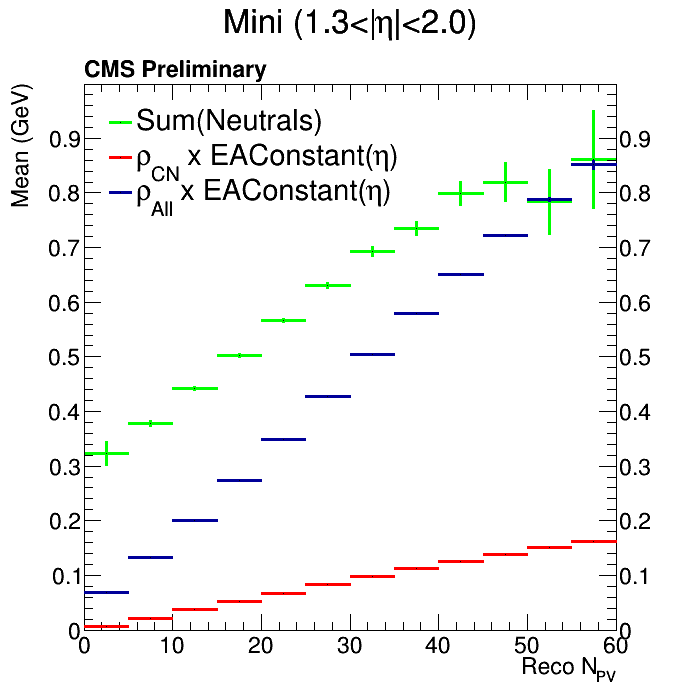 Mini (1.3<|η|<2.0)
CMS Preliminary
Mean (GeV)
Sum(Neutrals)
ρCN x EAConstant(η)
ρAll x EAConstant(η)
0.9 0.9
0.8 0.8
0.7 0.7
0.6 0.6
0.5 0.5
0.4 0.4
0.3 0.3
0.2 0.2
0.1 0.1
0 0
0 10 20 30 40 50 60
Reco NPV